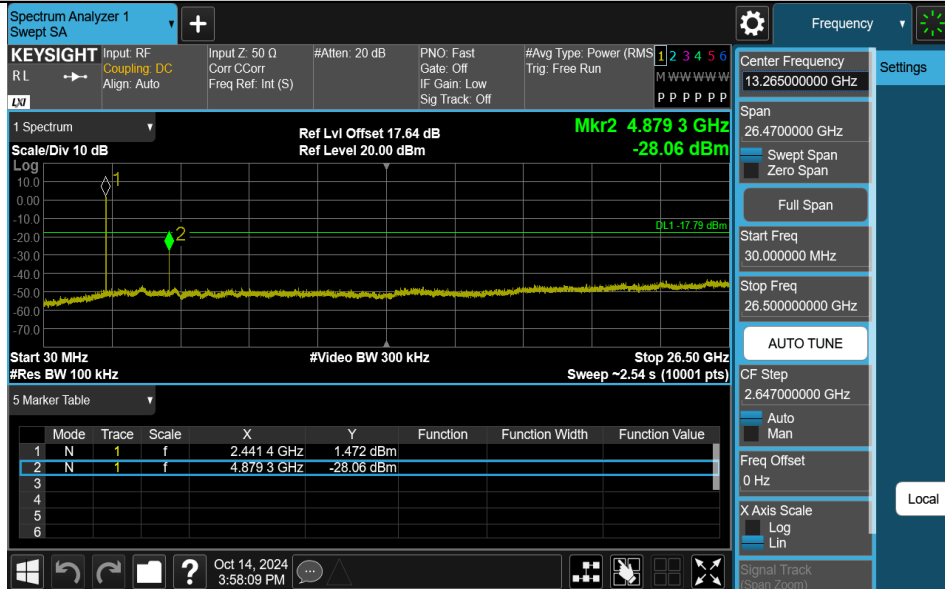 Spectrum Analyzer 1
Swept SA
+
Frequency
KEYSIGHT
RL
LXI
Input: RF
Coupling: DC
Align: Auto
Input Z: 50 Ω
Corr CCorr
Freq Ref: Int (S)
#Atten: 20 dB
PNO: Fast
Gate: Off
IF Gain: Low
Sig Track: Off
#Avg Type: Power (RMS
Trig: Free Run
1 2 3 4 5 6
M W W W W W
P P P P P P
1 Spectrum
Scale/Div 10 dB
Ref Lvl Offset 17.64 dB
Ref Level 20.00 dBm
Mkr2 4.879 3 GHz
-28.06 dBm
Log
10.0
0.00
-10.0
-20.0
-30.0
-40.0
-50.0
-60.0
-70.0
1
2
DL1 -17.79 dBm
Start 30 MHz
#Res BW 100 kHz
#Video BW 300 kHz
Stop 26.50 GHz
Sweep ~2.54 s (10001 pts)
5 Marker Table
Mode Trace Scale X Y Function Function Width Function Value
1 N 1 f 2.441 4 GHz 1.472 dBm
2 N 1 f 4.879 3 GHz -28.06 dBm
3
4
5
6
?
Oct 14, 2024
3:58:09 PM
Center Frequency
13.265000000 GHz
Span
26.4700000 GHz
Swept Span
Zero Span
Full Span
Start Freq
30.000000 MHz
Stop Freq
26.500000000 GHz
AUTO TUNE
CF Step
2.647000000 GHz
Auto
Man
Freq Offset
0 Hz
X Axis Scale
Log
Lin
Signal Track
(Span Zoom)
Settings
Local